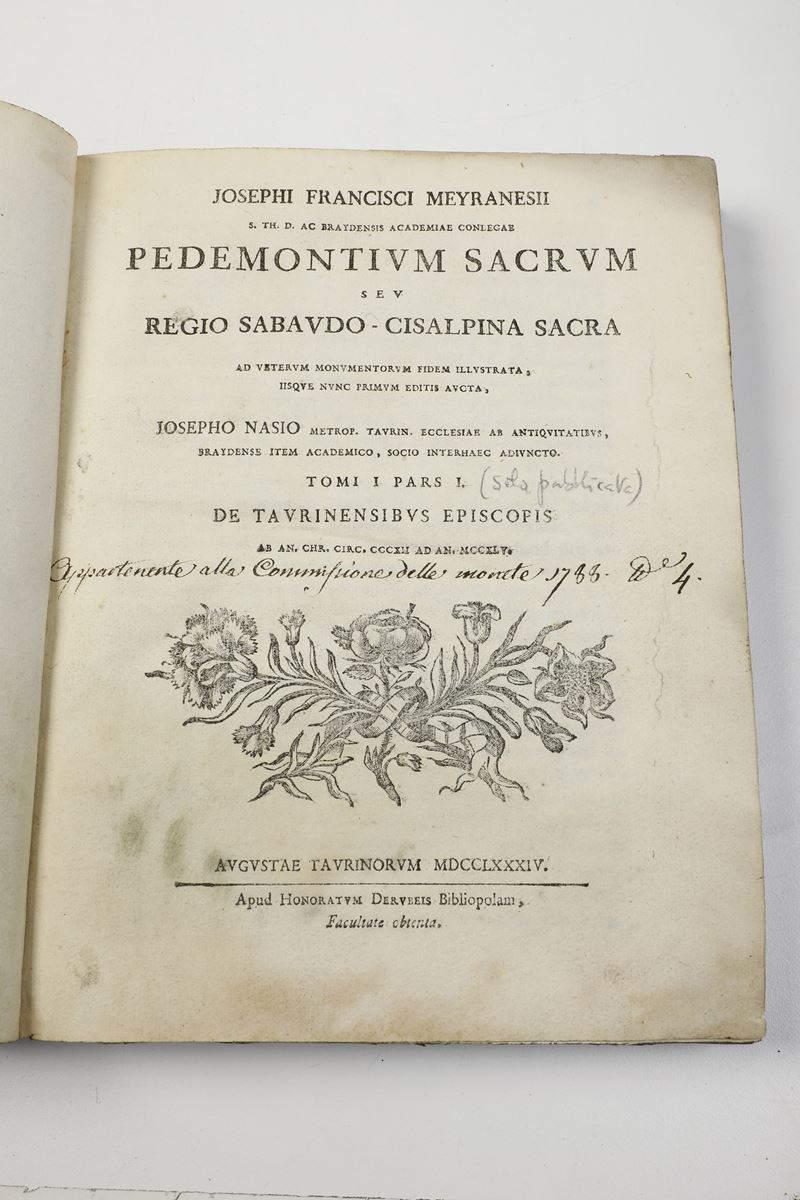 JOSEPHI FRANCISCI MEYRANESII
S. TH. D. AC BRAYDENSIS ACADEMIAE CONLEGAE
PEDEMONTIVM SACRVM
SEV
REGIO SABAVDO - CISALPINA SACRA
AD VETERVM MONVMENTORVM FIDEM ILLVSTRATA,
IISQVE NVNC PRIMVM EDITIS AVCTA,
JOSEPHO NASIO METROP. TAVRIN. ECCLESIAE AB ANTIQVITATIBVS,
BRAYDENSE ITEM ACADEMICO, SOCIO INTERHAEC ADIVNCTO.
TOMI I PARS I. (Solo pubblicata)
DE TAVRINENSIBVS EPISCOPIS
AB AN. CHR. CIRC. CCCXII AD AN. MCCXLV.
Appartenente alla Commissione delle monete 1788. 4.
AVGVSTAE TAVRINORVM MDCCLXXXIV.
Apud HONORATVM DERVBEIS Bibliopolam,
Facultate obtenta.